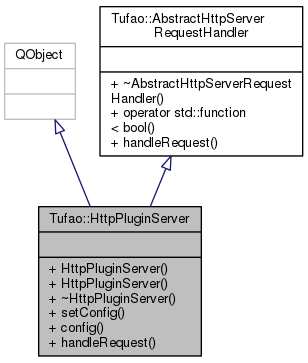 QObject
Tufao::AbstractHttpServer
RequestHandler
+ ~AbstractHttpServerRequest
Handler()
+ operator std::function
< bool()
+ handleRequest()
Tufao::HttpPluginServer
+ HttpPluginServer()
+ HttpPluginServer()
+ ~HttpPluginServer()
+ setConfig()
+ config()
+ handleRequest()